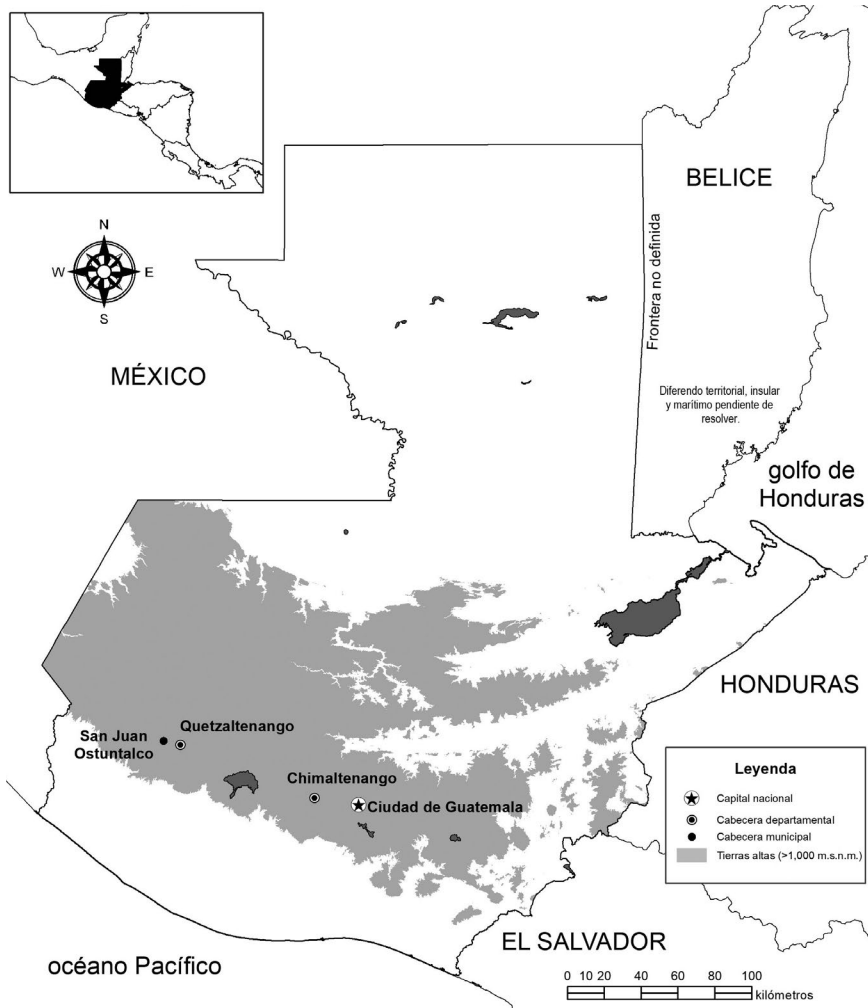 N
W
E
S
BELICE
Frontera no definida
MÉXICO
Diferendo territorial, insular
y marítimo pendiente de
resolver.
golfo de
Honduras
HONDURAS
San Juan
Ostuntalco
Quetzaltenango
Chimaltenango
Ciudad de Guatemala
Leyenda
Capital nacional
Cabecera departamental
Cabecera municipal
Tierras altas (>1,000 m.s.n.m.)
EL SALVADOR
océano Pacífico
0 10 20 40 60 80 100
kilómetros